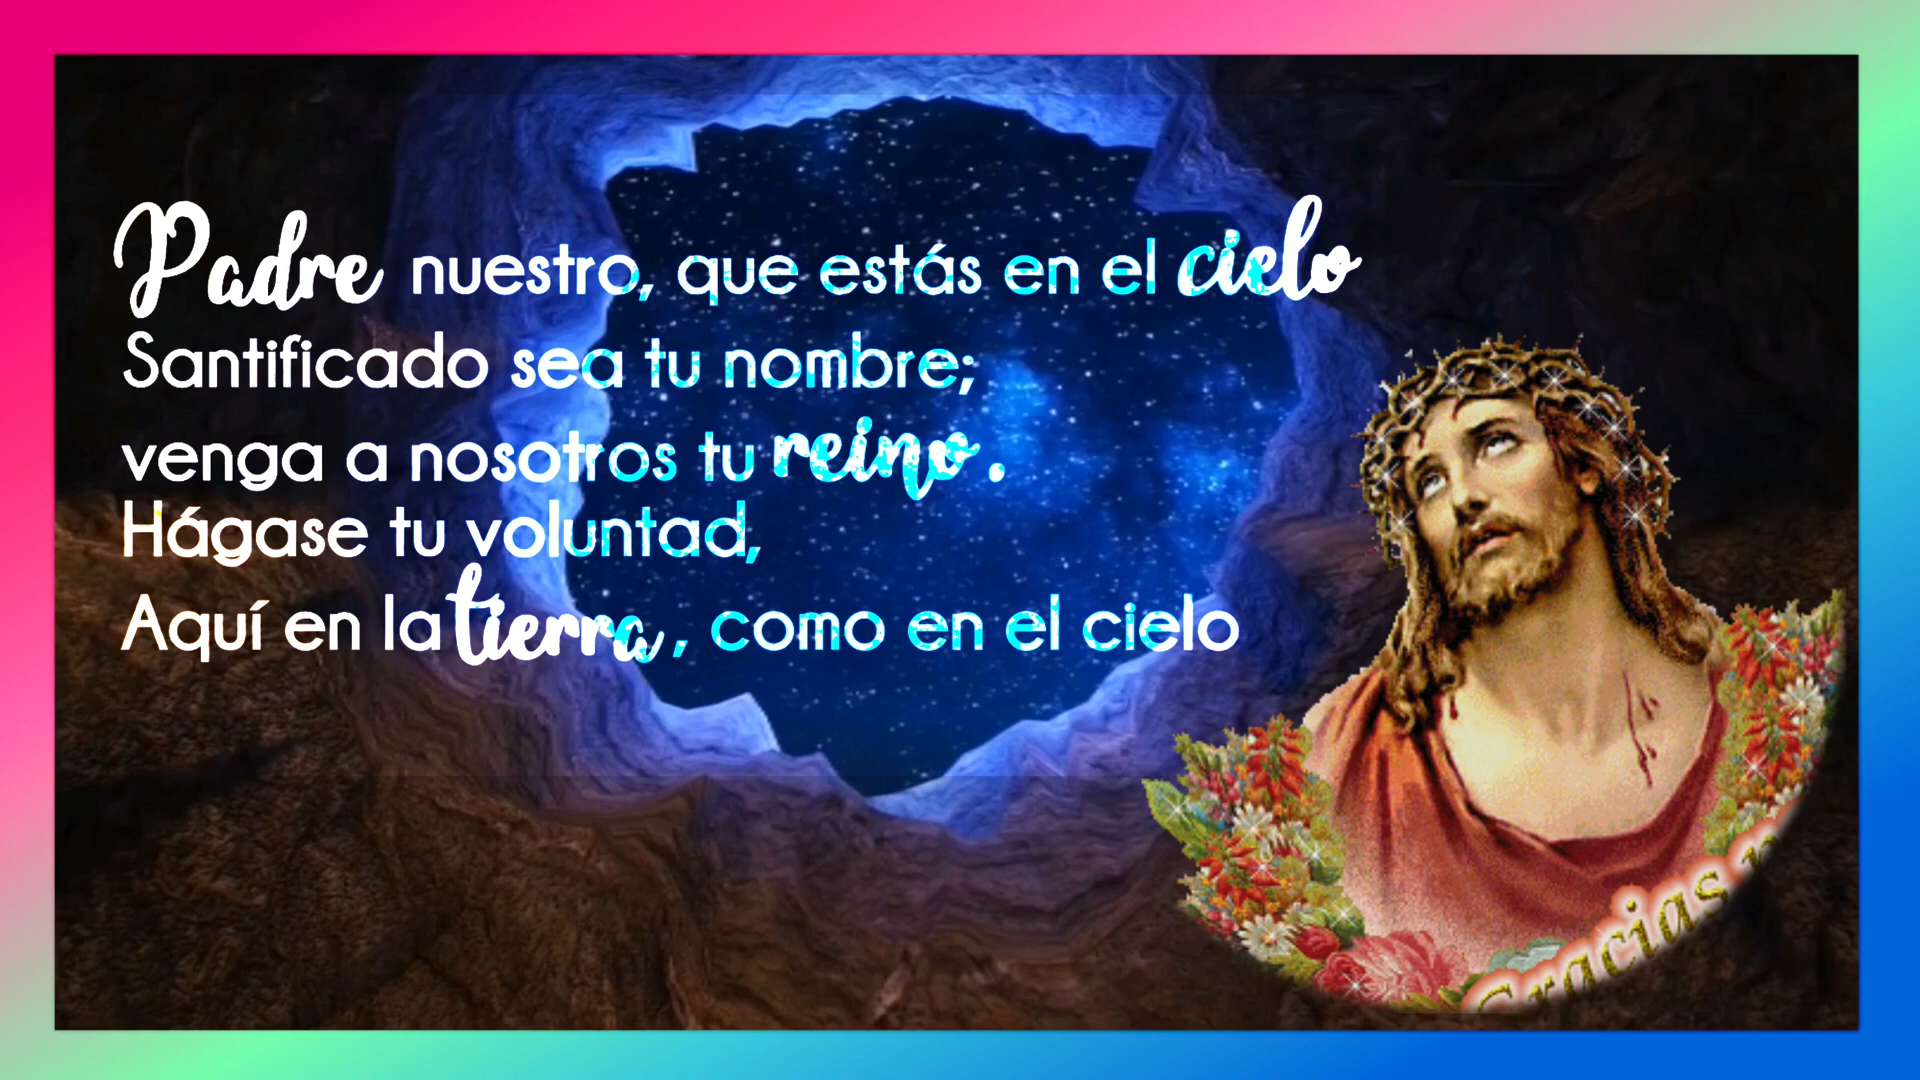 Padre nuestro, que estás en el cielo
Santificado sea tu nombre;
venga a nosotros tu reino.
Hágase tu voluntad,
Aquí en la tierra, como en el cielo
Gracias